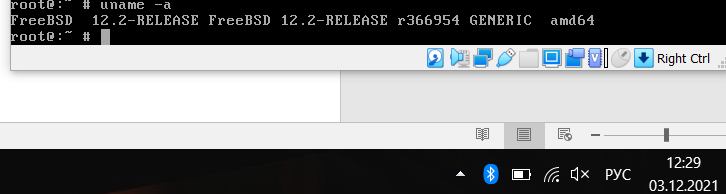 root@:~ # uname -a
FreeBSD  12.2-RELEASE FreeBSD 12.2-RELEASE r366954 GENERIC  amd64
root@:~ #
Right Ctrl
РУС
12:29
03.12.2021